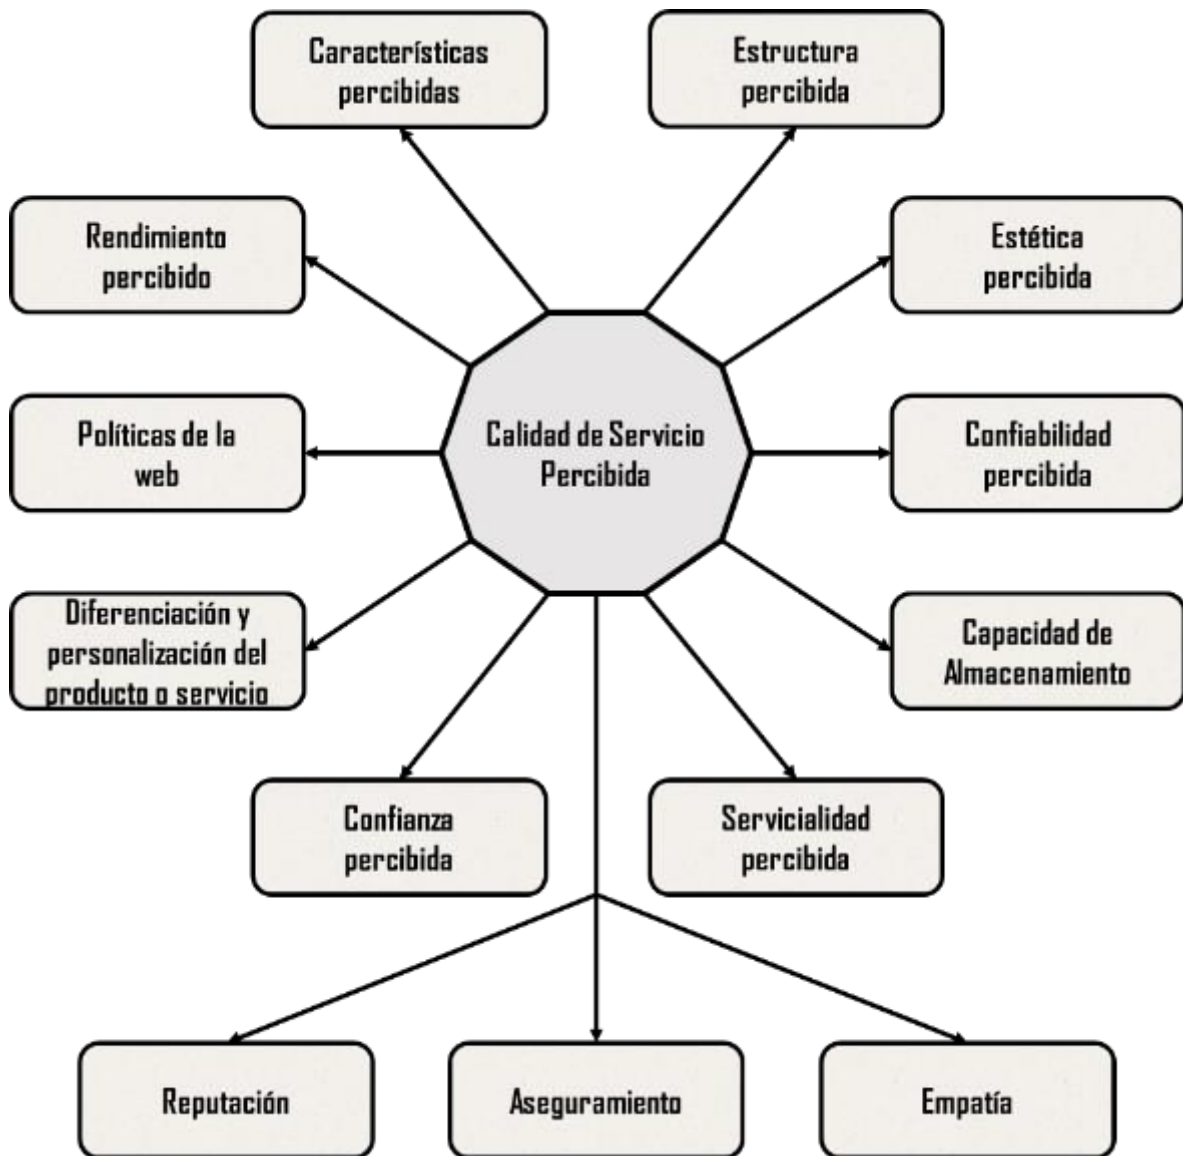 Características
percibidas
Estructura
percibida
Rendimiento
percibido
Estética
percibida
Políticas de la
web
Calidad de Servicio
Percibida
Confiabilidad
percibida
Diferenciación y
personalización del
producto o servicio
Capacidad de
Almacenamiento
Confianza
percibida
Servicialidad
percibida
Reputación
Aseguramiento
Empatía